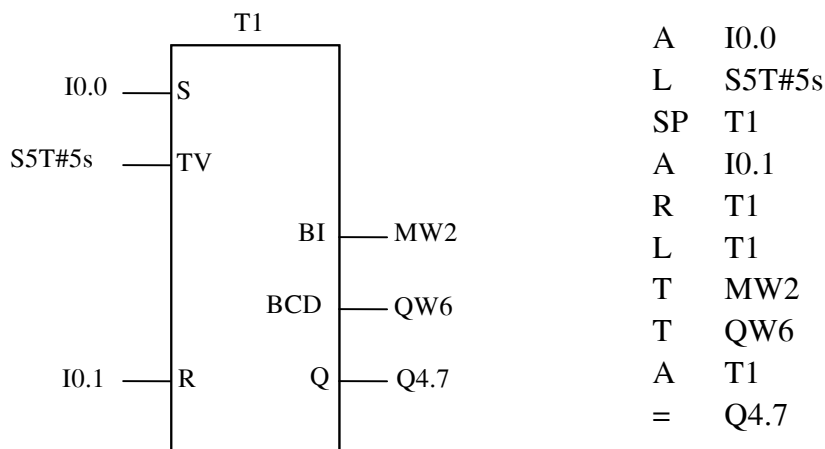 T1
I0.0 S
S5T#5s TV
BI MW2
BCD QW6
I0.1 R Q Q4.7
A I0.0
L S5T#5s
SP T1
A I0.1
R T1
L T1
T MW2
T QW6
A T1
= Q4.7